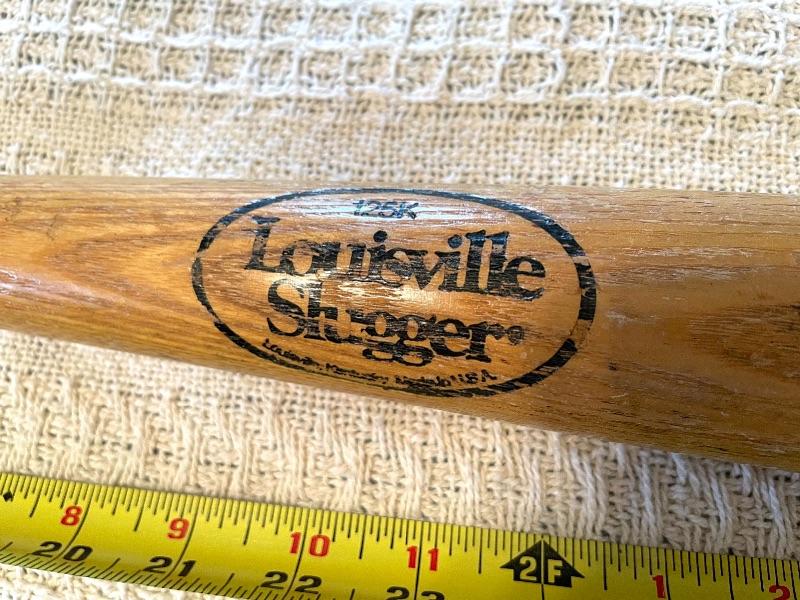 125K
Louisville
Slugger®
Louisville, Kentucky, Made in U.S.A.
8 9 10 11 2F 1 2
20 21 22 23